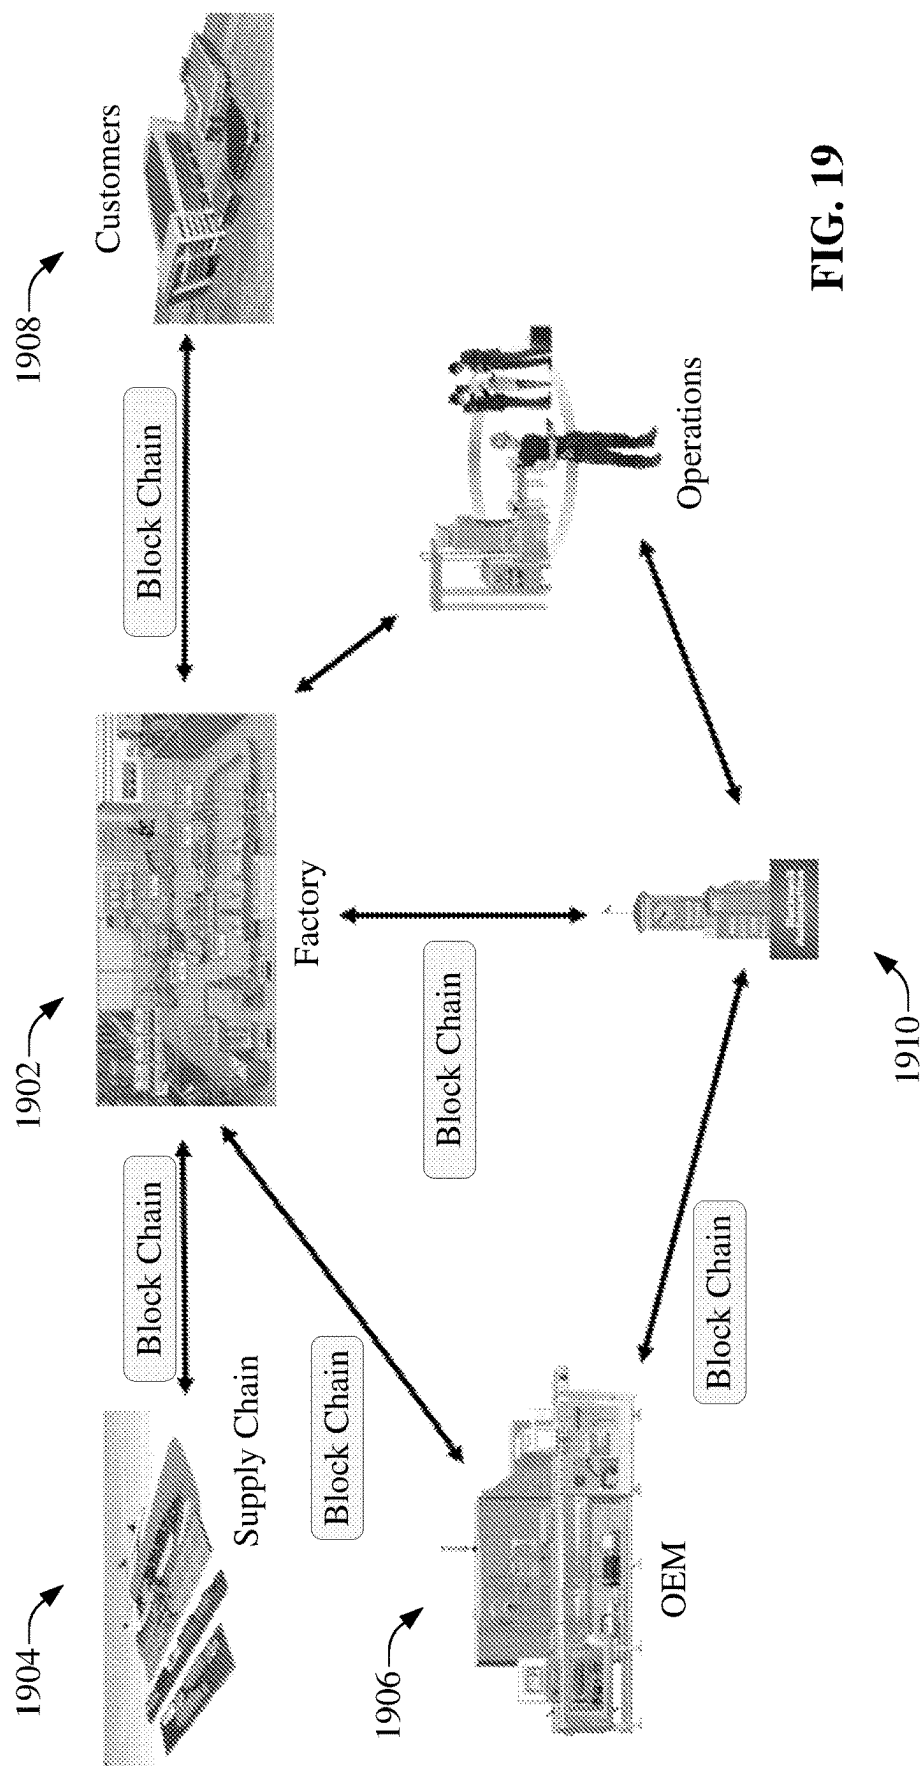 1904
1902
1908
Block Chain
Block Chain
Customers
Supply Chain
Factory
Block Chain
1906
Block Chain
OEM
Operations
Block Chain
1910
FIG. 19